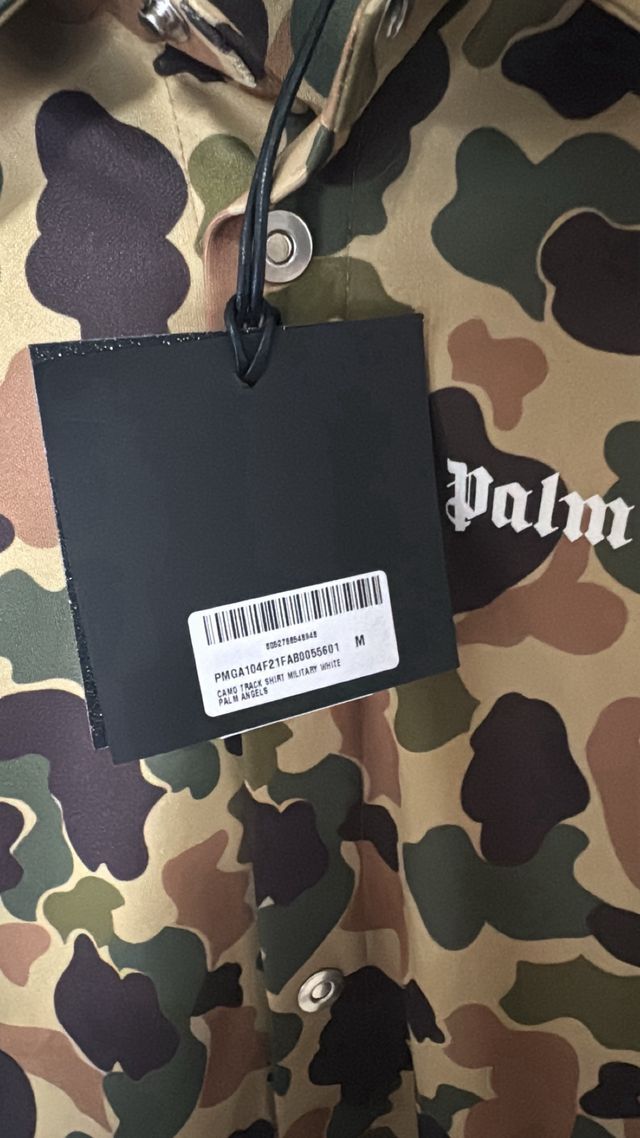 Palm
8052788548848
PMGA104F21FAB0055601 M
CAMO TRACK SHIRT MILITARY WHITE
PALM ANGELS